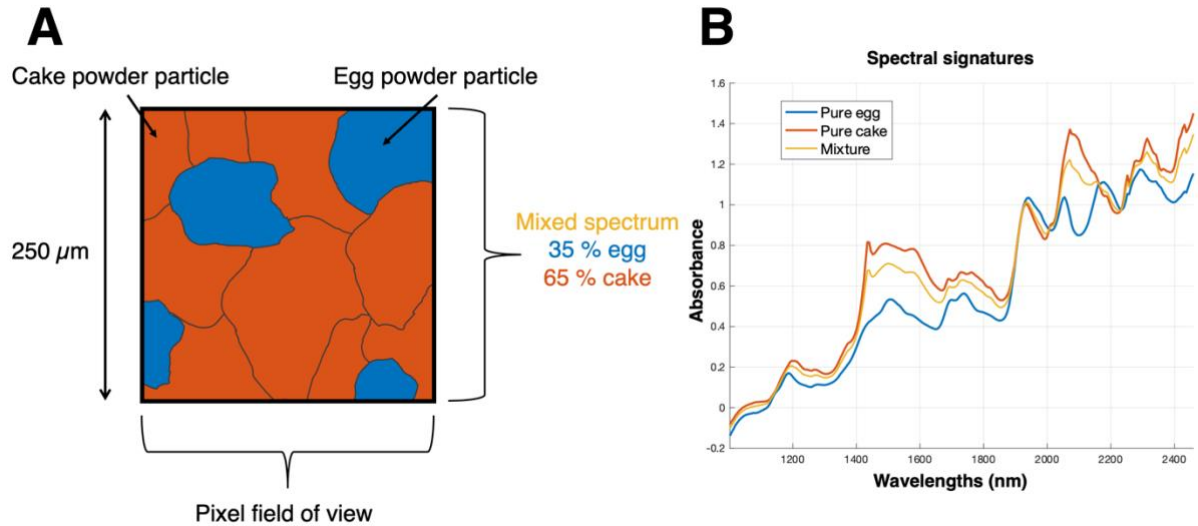 A
Cake powder particle
Egg powder particle
250 µm
Mixed spectrum
35 % egg
65 % cake
Pixel field of view
B
Spectral signatures
Pure egg
Pure cake
Mixture
Absorbance
1.6
1.4
1.2
1
0.8
0.6
0.4
0.2
0
-0.2
1200 1400 1600 1800 2000 2200 2400
Wavelengths (nm)